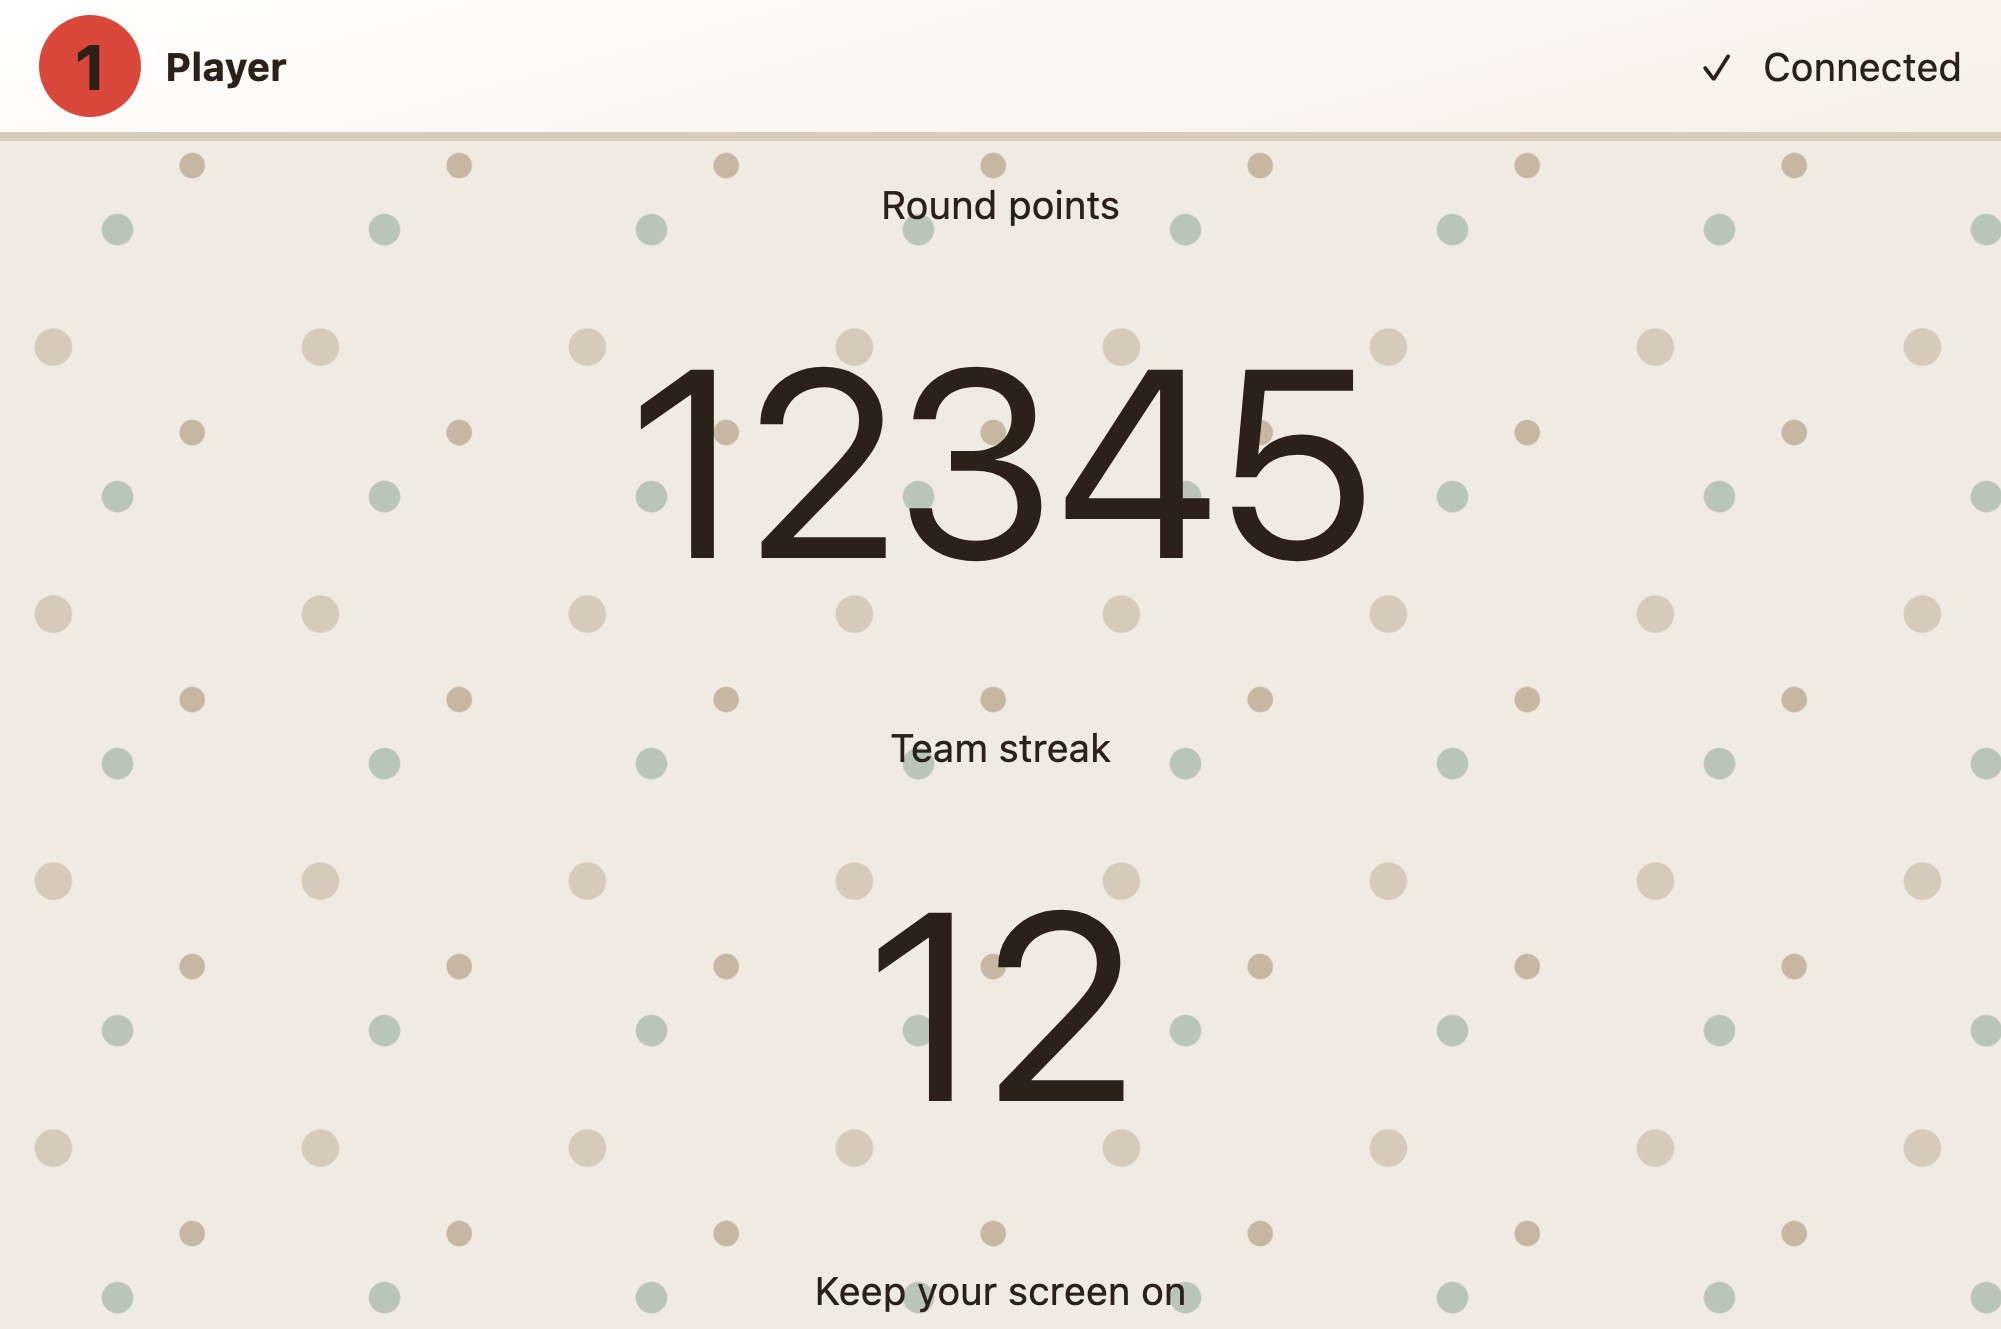 1 Player ✓ Connected
Round points
12345
Team streak
12
Keep your screen on